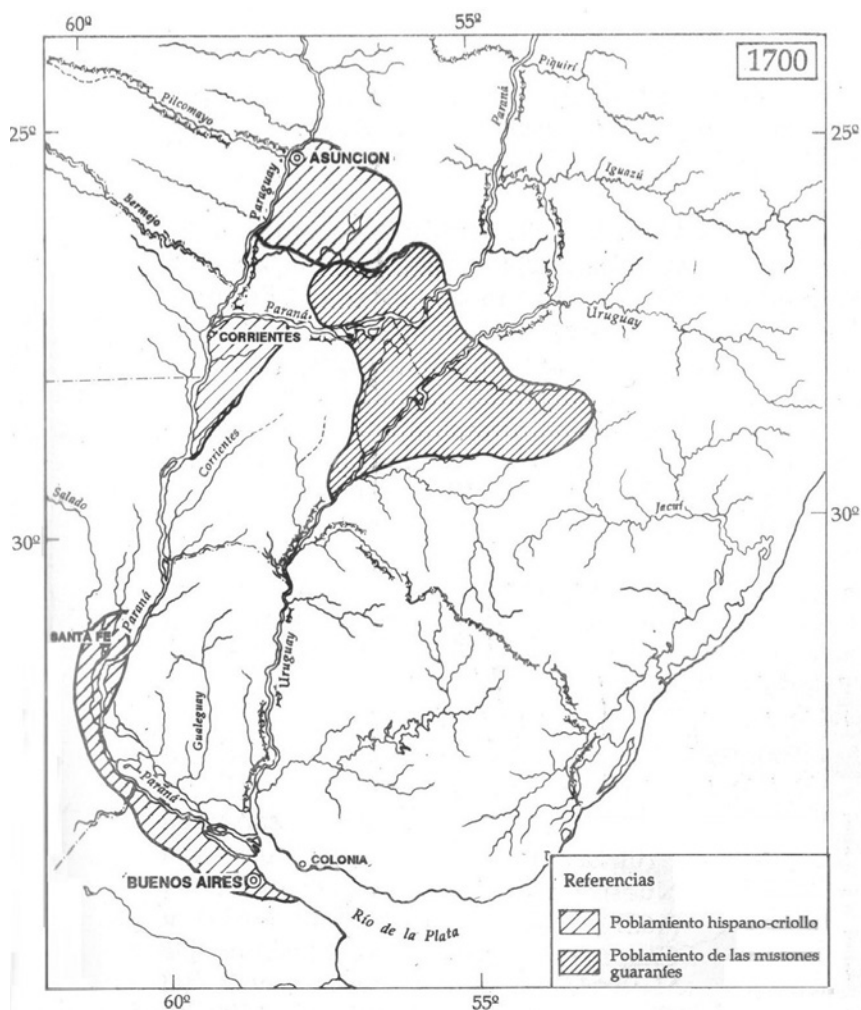 60º
55º
1700
Piquirí
Pilcomayo
Paraná
25º
25º
ASUNCION
Iguazú
Paraguay
Bermejo
Paraná
Uruguay
CORRIENTES
Corrientes
Salado
Jacuí
30º
30º
Paraná
SANTA FE
Uruguay
Gualeguay
Paraná
COLONIA
BUENOS AIRES
Río de la Plata
Referencias
Poblamiento hispano-criollo
Poblamiento de las misiones
guaraníes
60º
55º